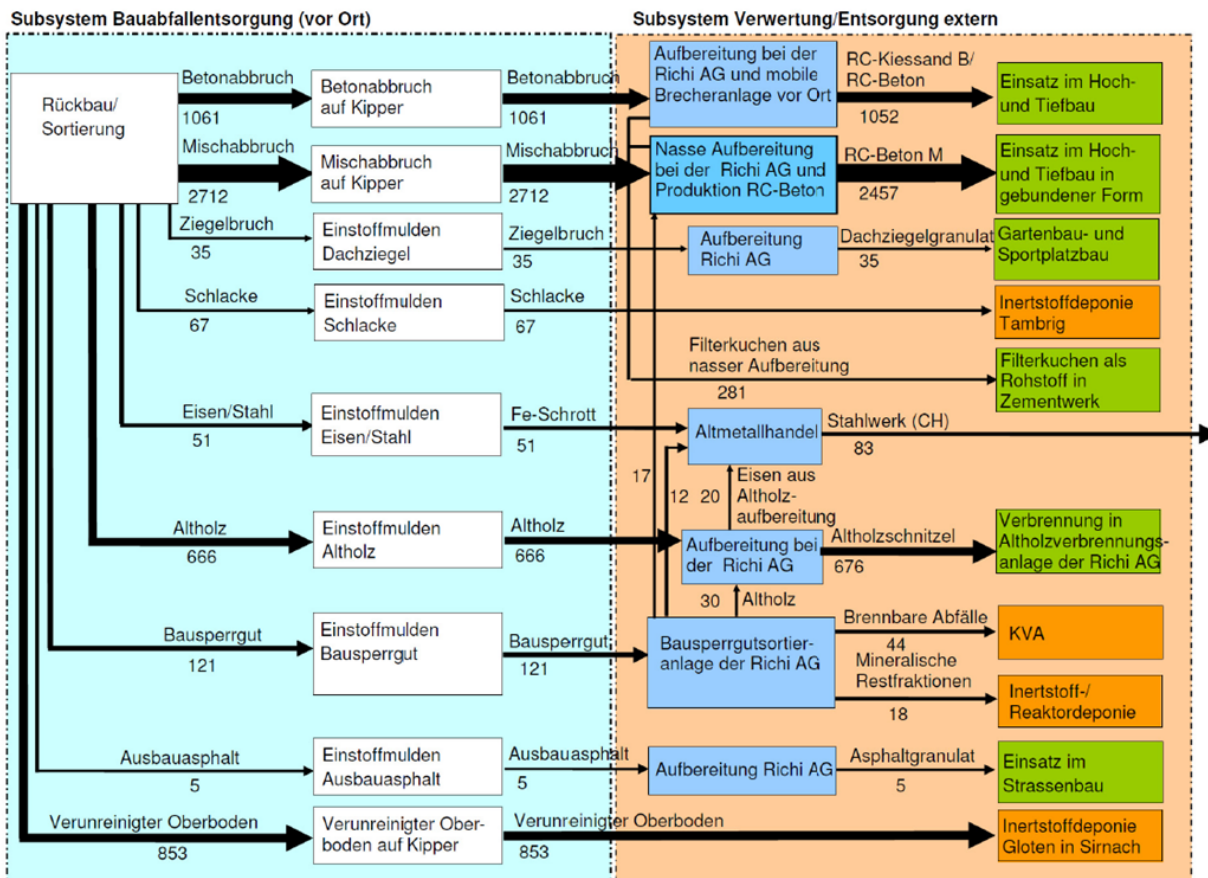 Subsystem Bauabfallentsorgung (vor Ort)
Subsystem Verwertung/Entsorgung extern
Rückbau/
Sortierung
Betonabbruch
1061
Betonabbruch
auf Kipper
Betonabbruch
1061
Aufbereitung bei der
Richi AG und mobile
Brecheranlage vor Ort
RC-Kiessand B/
RC-Beton
1052
Einsatz im Hoch-
und Tiefbau
Mischabbruch
2712
Mischabbruch
auf Kipper
Mischabbruch
2712
Nasse Aufbereitung
bei der Richi AG und
Produktion RC-Beton
RC-Beton M
2457
Einsatz im Hoch-
und Tiefbau in
gebundener Form
Ziegelbruch
35
Einstoffmulden
Dachziegel
Ziegelbruch
35
Aufbereitung
Richi AG
Dachziegelgranulat
35
Gartenbau- und
Sportplatzbau
Schlacke
67
Einstoffmulden
Schlacke
Schlacke
67
Inertstoffdeponie
Tambrig
Filterkuchen aus
nasser Aufbereitung
281
Filterkuchen als
Rohstoff in
Zementwerk
Eisen/Stahl
51
Einstoffmulden
Eisen/Stahl
Fe-Schrott
51
Altmetallhandel
Stahlwerk (CH)
83
17
12
20
Eisen aus
Altholz-
aufbereitung
Altholz
666
Einstoffmulden
Altholz
Altholz
666
Aufbereitung bei
der Richi AG
Altholzschnitzel
676
Verbrennung in
Altholzverbrennungs-
anlage der Richi AG
30
Altholz
Bausperrgut
121
Einstoffmulden
Bausperrgut
Bausperrgut
121
Bausperrgutsortier-
anlage der Richi AG
Brennbare Abfälle
44
KVA
Mineralische
Restfraktionen
18
Inertstoff-/
Reaktordeponie
Ausbauasphalt
5
Einstoffmulden
Ausbauasphalt
Ausbauasphalt
5
Aufbereitung Richi AG
Asphaltgranulat
5
Einsatz im
Strassenbau
Verunreinigter Oberboden
853
Verunreinigter Ober-
boden auf Kipper
Verunreinigter Oberboden
853
Inertstoffdeponie
Gloten in Sirnach